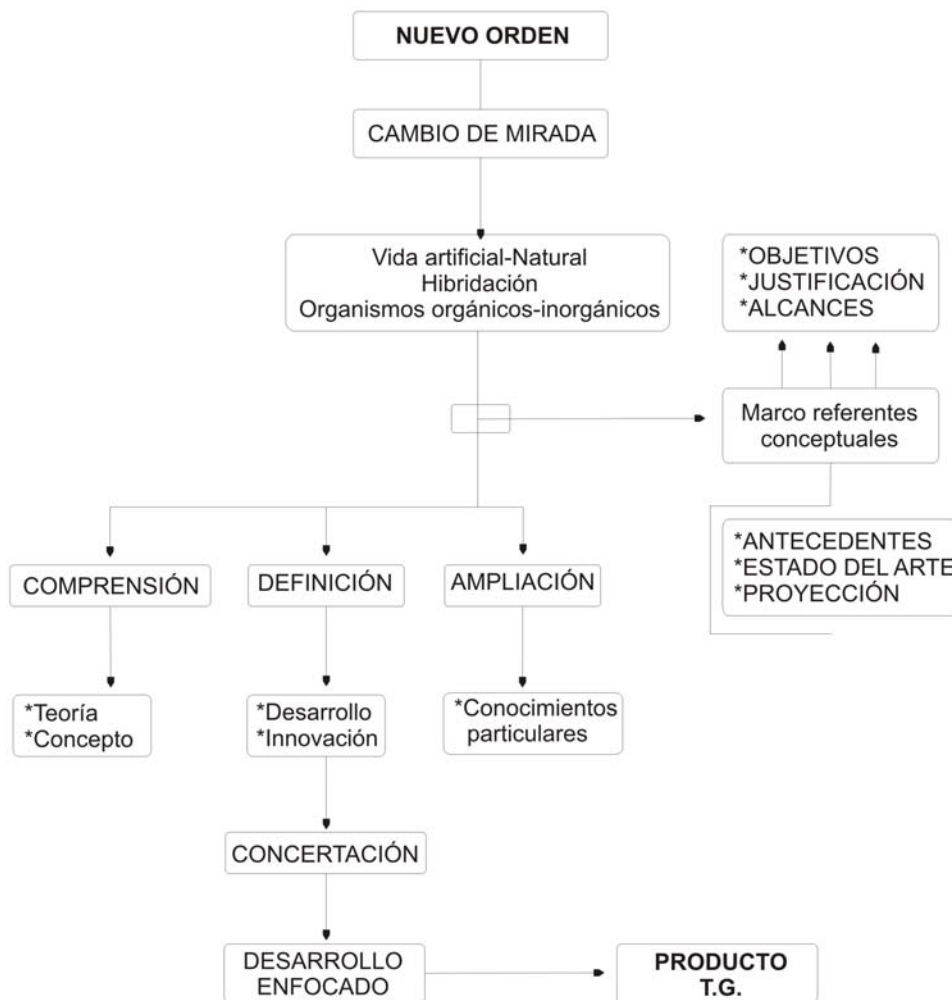 NUEVO ORDEN
CAMBIO DE MIRADA
Vida artificial-Natural
Hibridación
Organismos orgánicos-inorgánicos
*OBJETIVOS
*JUSTIFICACIÓN
*ALCANCES
Marco referentes
conceptuales
*ANTECEDENTES
*ESTADO DEL ARTE
*PROYECCIÓN
COMPRENSIÓN
DEFINICIÓN
AMPLIACIÓN
*Teoría
*Concepto
*Desarrollo
*Innovación
*Conocimientos
particulares
CONCERTACIÓN
DESARROLLO
ENFOCADO
PRODUCTO
T.G.